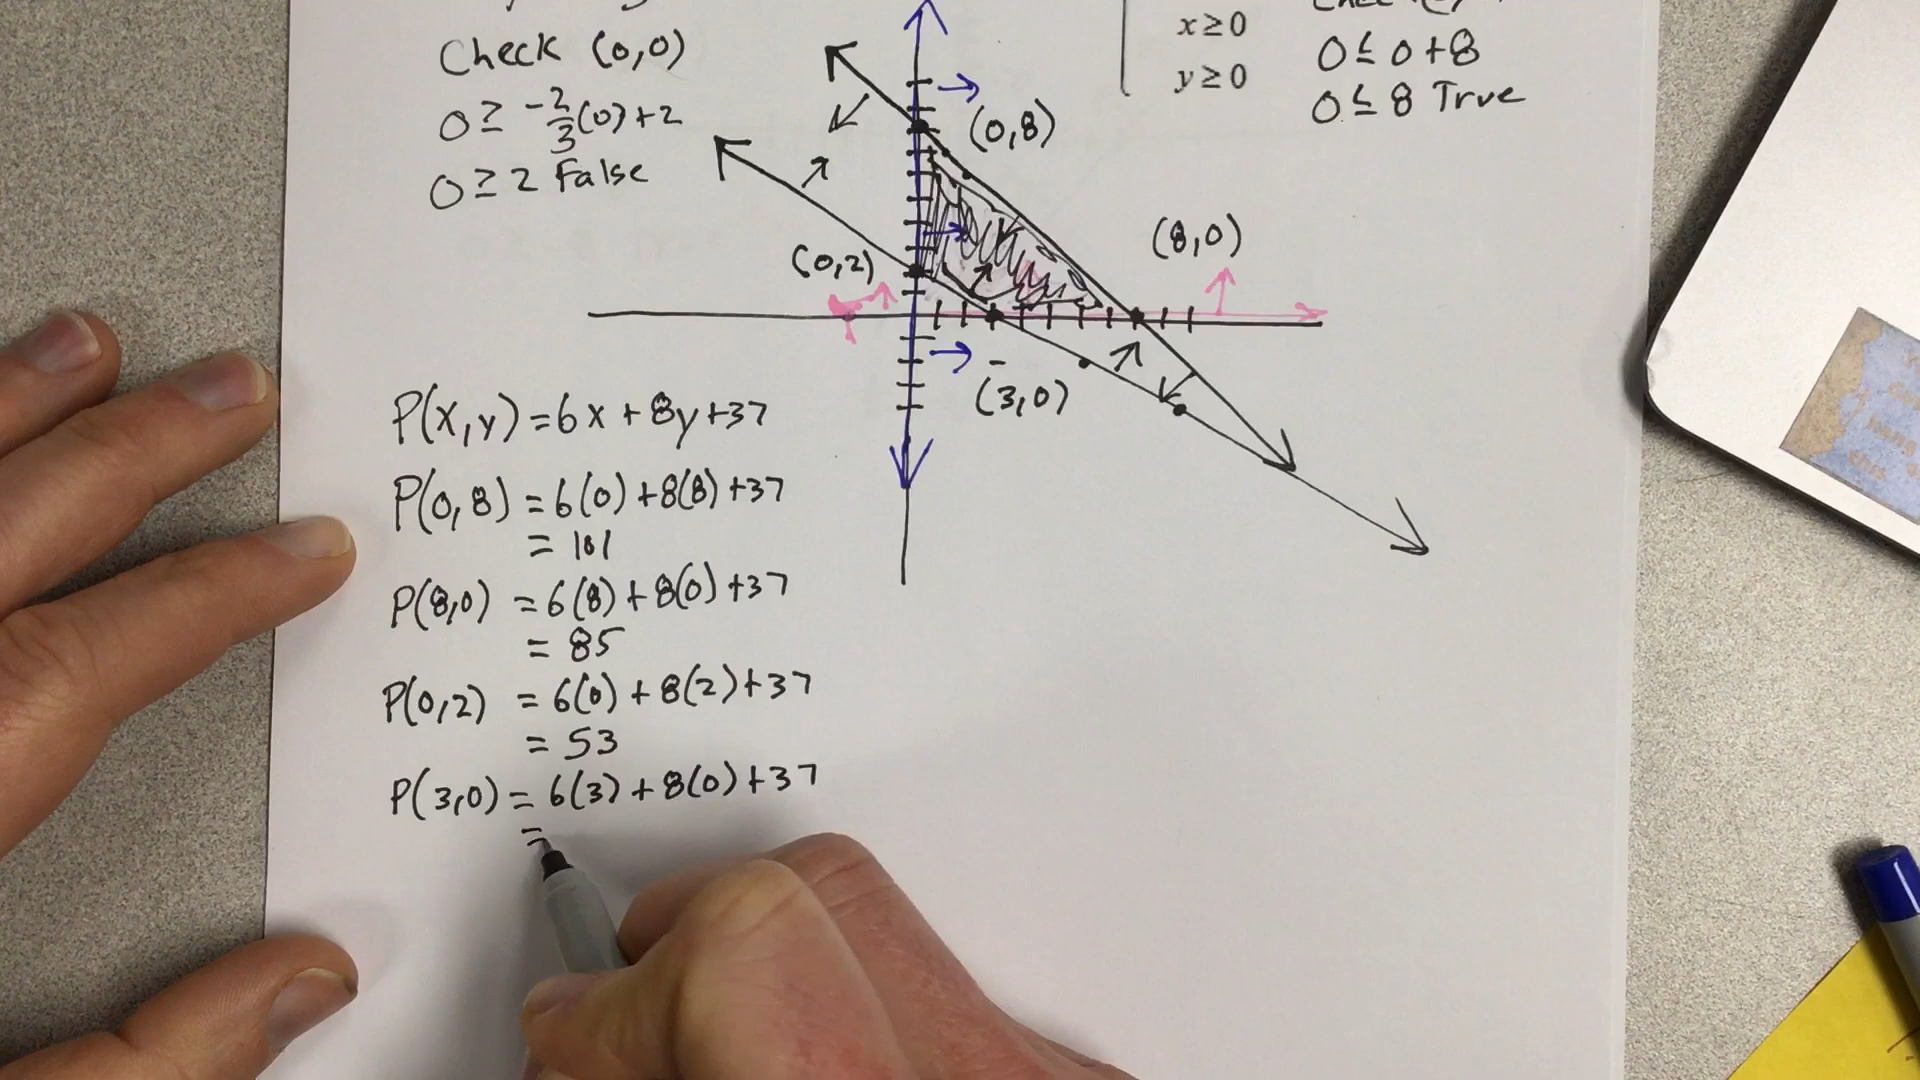 Check (0,0)
0 ≥ -2/3(0)+2
0 ≥ 2 False
x ≥ 0
y ≥ 0
0 ≤ 0+8
0 ≤ 8 True
(0,8)
(8,0)
(0,2)
(3,0)
P(x,y) = 6x + 8y + 37
P(0,8) = 6(0) + 8(8) + 37
= 101
P(8,0) = 6(8) + 8(0) + 37
= 85
P(0,2) = 6(0) + 8(2) + 37
= 53
P(3,0) = 6(3) + 8(0) + 37
=